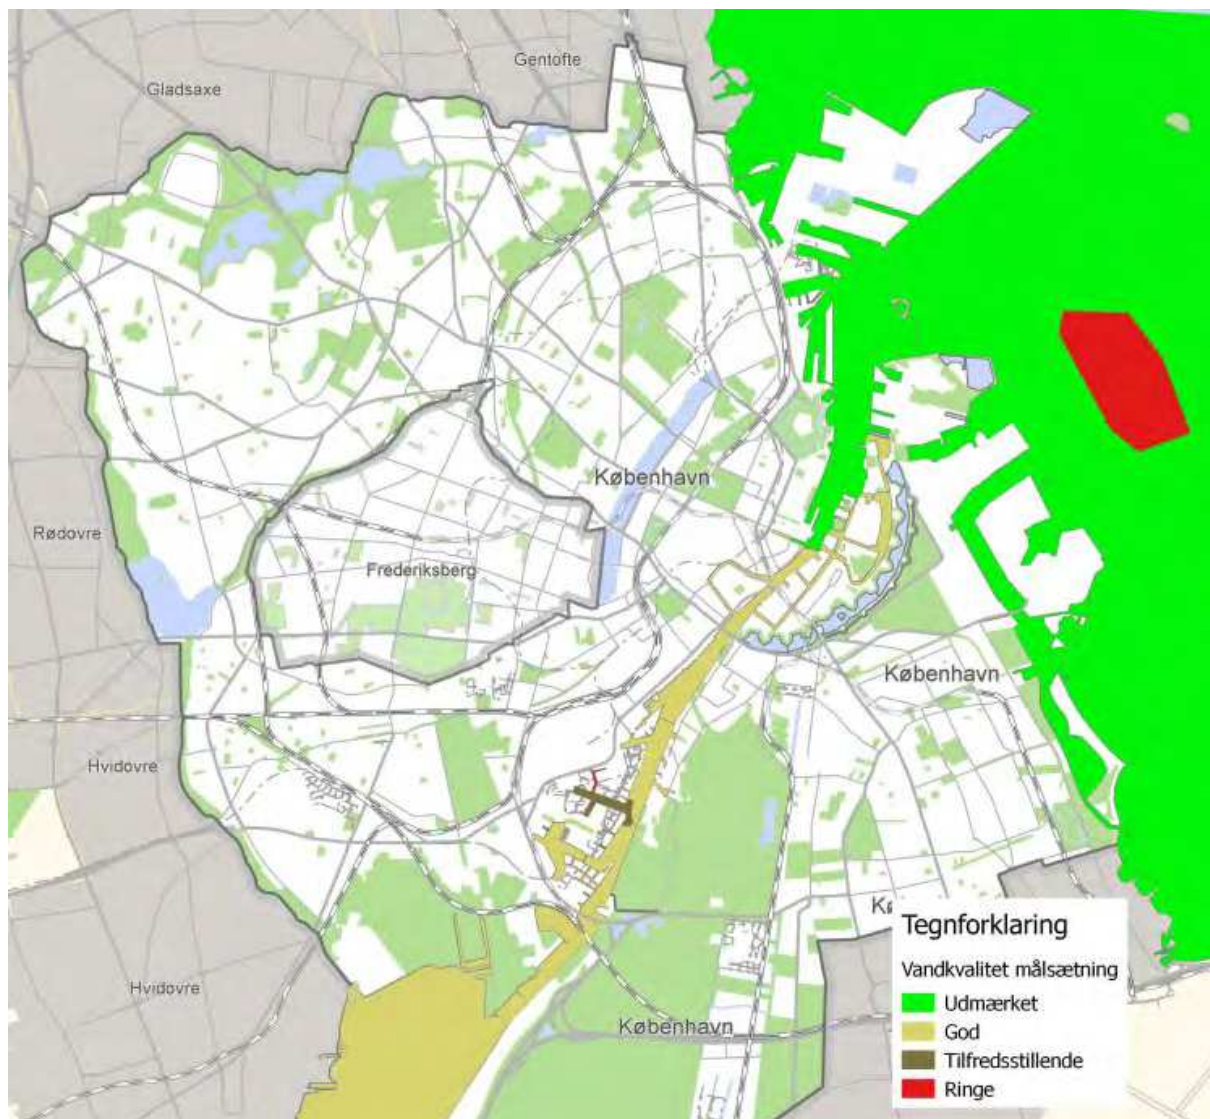 Gentofte
Gladsaxe
København
Rødovre
Frederiksberg
København
Hvidovre
Hvidovre
København
Tegnforklaring
Vandkvalitet målsætning
Udmærket
God
Tilfredsstillende
Ringe